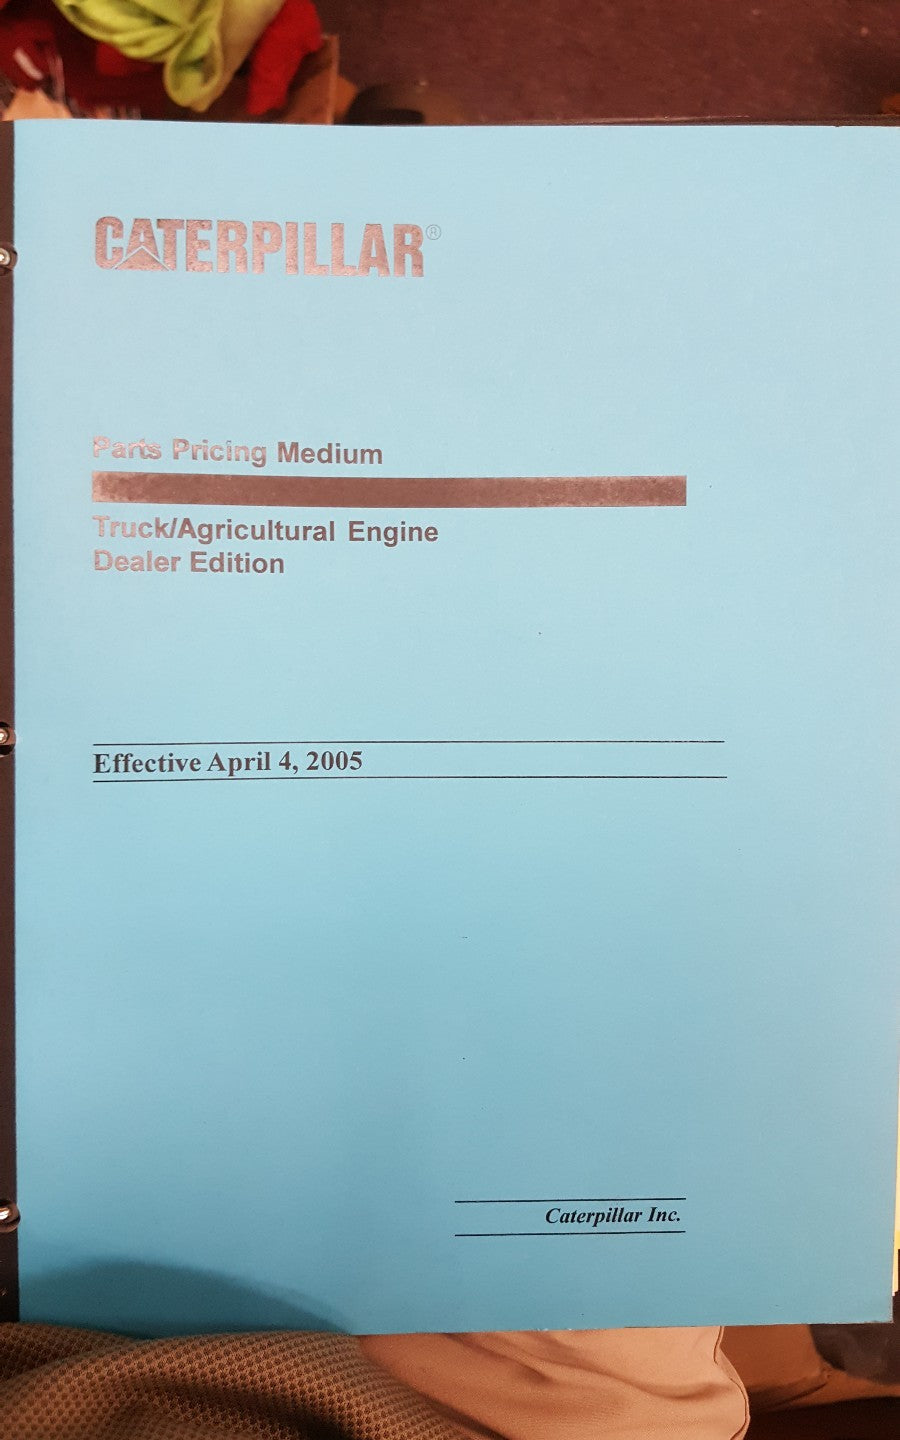 CATERPILLAR®
Parts Pricing Medium
Truck/Agricultural Engine
Dealer Edition
Effective April 4, 2005
Caterpillar Inc.